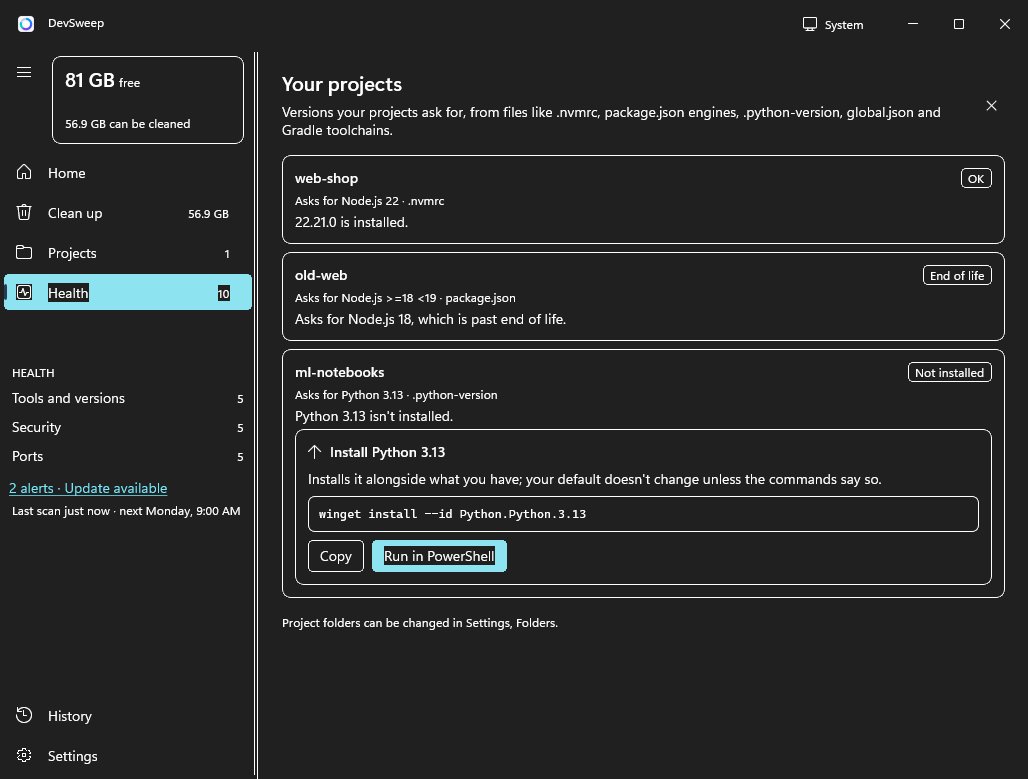 DevSweep
System
81 GB free
56.9 GB can be cleaned
Home
Clean up 56.9 GB
Projects 1
Health 10
HEALTH
Tools and versions 5
Security 5
Ports 5
2 alerts · Update available
Last scan just now · next Monday, 9:00 AM
History
Settings
Your projects
Versions your projects ask for, from files like .nvmrc, package.json engines, .python-version, global.json and
Gradle toolchains.
web-shop OK
Asks for Node.js 22 · .nvmrc
22.21.0 is installed.
old-web End of life
Asks for Node.js >=18 <19 · package.json
Asks for Node.js 18, which is past end of life.
ml-notebooks Not installed
Asks for Python 3.13 · .python-version
Python 3.13 isn't installed.
Install Python 3.13
Installs it alongside what you have; your default doesn't change unless the commands say so.
winget install --id Python.Python.3.13
Copy Run in PowerShell
Project folders can be changed in Settings, Folders.